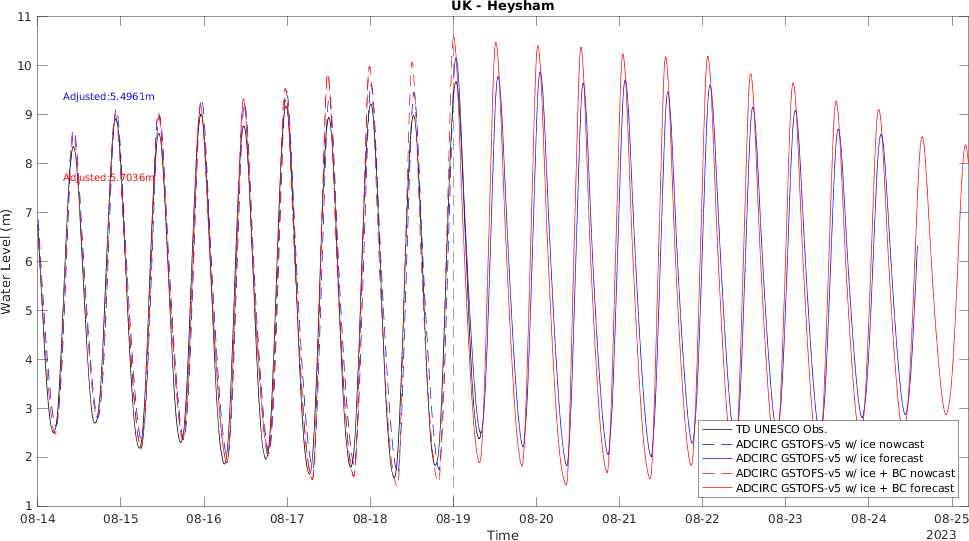 UK - Heysham
11
10
9
8
7
6
5
4
3
2
1
Water Level (m)
Adjusted:5.4961m
Adjusted:5.7036m
TD UNESCO Obs.
ADCIRC GSTOFS-v5 w/ ice nowcast
ADCIRC GSTOFS-v5 w/ ice forecast
ADCIRC GSTOFS-v5 w/ ice + BC nowcast
ADCIRC GSTOFS-v5 w/ ice + BC forecast
08-14 08-15 08-16 08-17 08-18 08-19 08-20 08-21 08-22 08-23 08-24 08-25
Time
2023